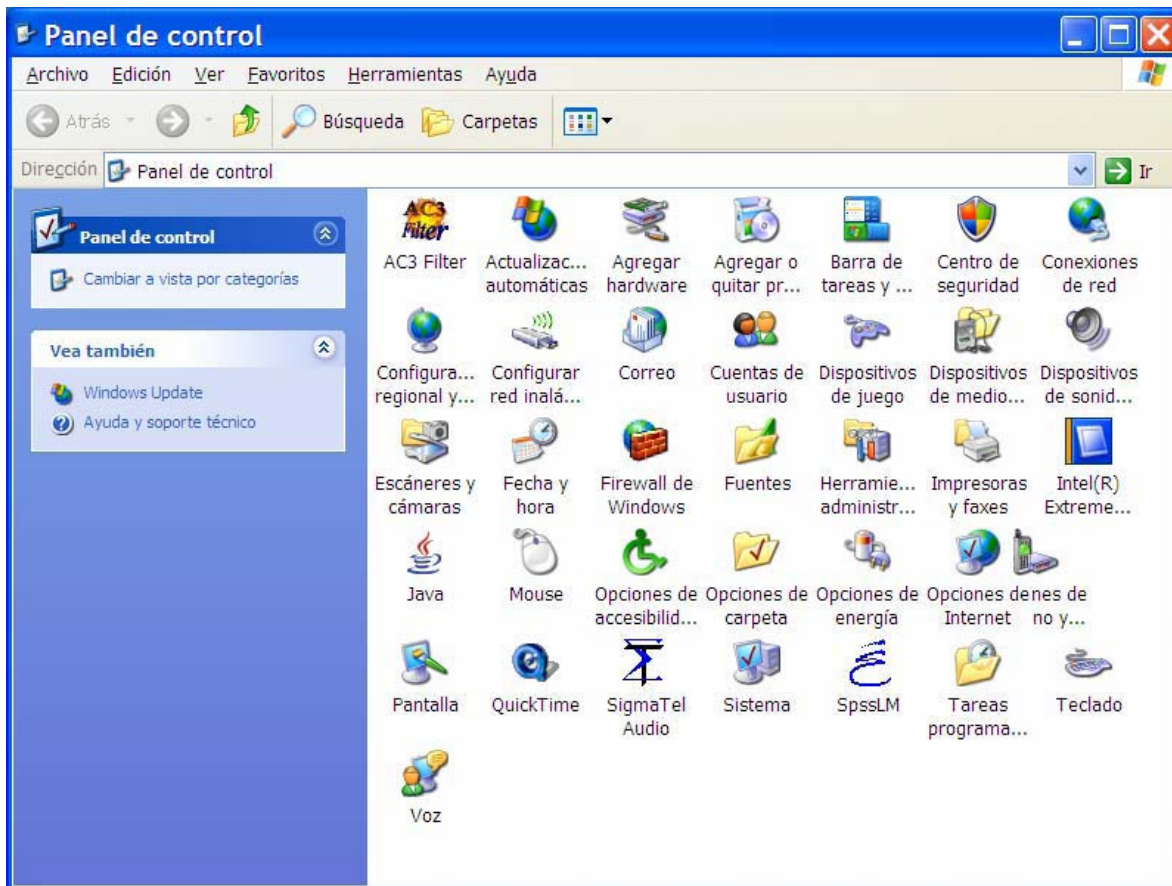 Panel de control
Archivo Edición Ver Favoritos Herramientas Ayuda
Atrás Búsqueda Carpetas
Dirección Panel de control Ir
Panel de control
Cambiar a vista por categorías
Vea también
Windows Update
Ayuda y soporte técnico
AC3 Filter
AC3 Filter
Actualizac...
automáticas
Agregar
hardware
Agregar o
quitar pr...
Barra de
tareas y ...
Centro de
seguridad
Conexiones
de red
Configura...
regional y...
Configurar
red inalá...
Correo
Cuentas de
usuario
Dispositivos
de juego
Dispositivos
de medio...
Dispositivos
de sonid...
Escáneres y
cámaras
Fecha y
hora
Firewall de
Windows
Fuentes
Herramie...
administr...
Impresoras
y faxes
Intel(R)
Extreme...
Java
Mouse
Opciones de
accesibilid...
Opciones de
carpeta
Opciones de
energía
Opciones de
Internet
nes de
no y...
Pantalla
QuickTime
SigmaTel
Audio
Sistema
SpssLM
Tareas
programa...
Teclado
Voz